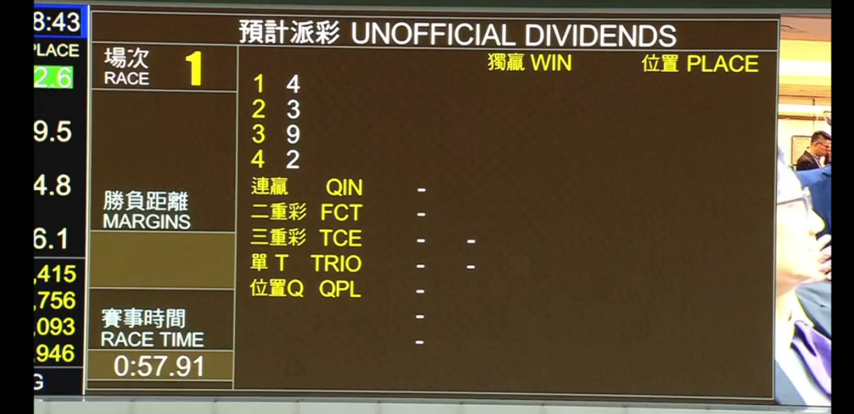 8:43
PLACE
2.6
9.5
4.8
6.1
,415
,756
,093
,946
G
預計派彩 UNOFFICIAL DIVIDENDS
場次
RACE 1
獨贏 WIN 位置 PLACE
1 4
2 3
3 9
4 2
連贏 QIN -
二重彩 FCT -
三重彩 TCE - -
單 T TRIO - -
位置Q QPL -
-
-
勝負距離
MARGINS
賽事時間
RACE TIME
0:57.91